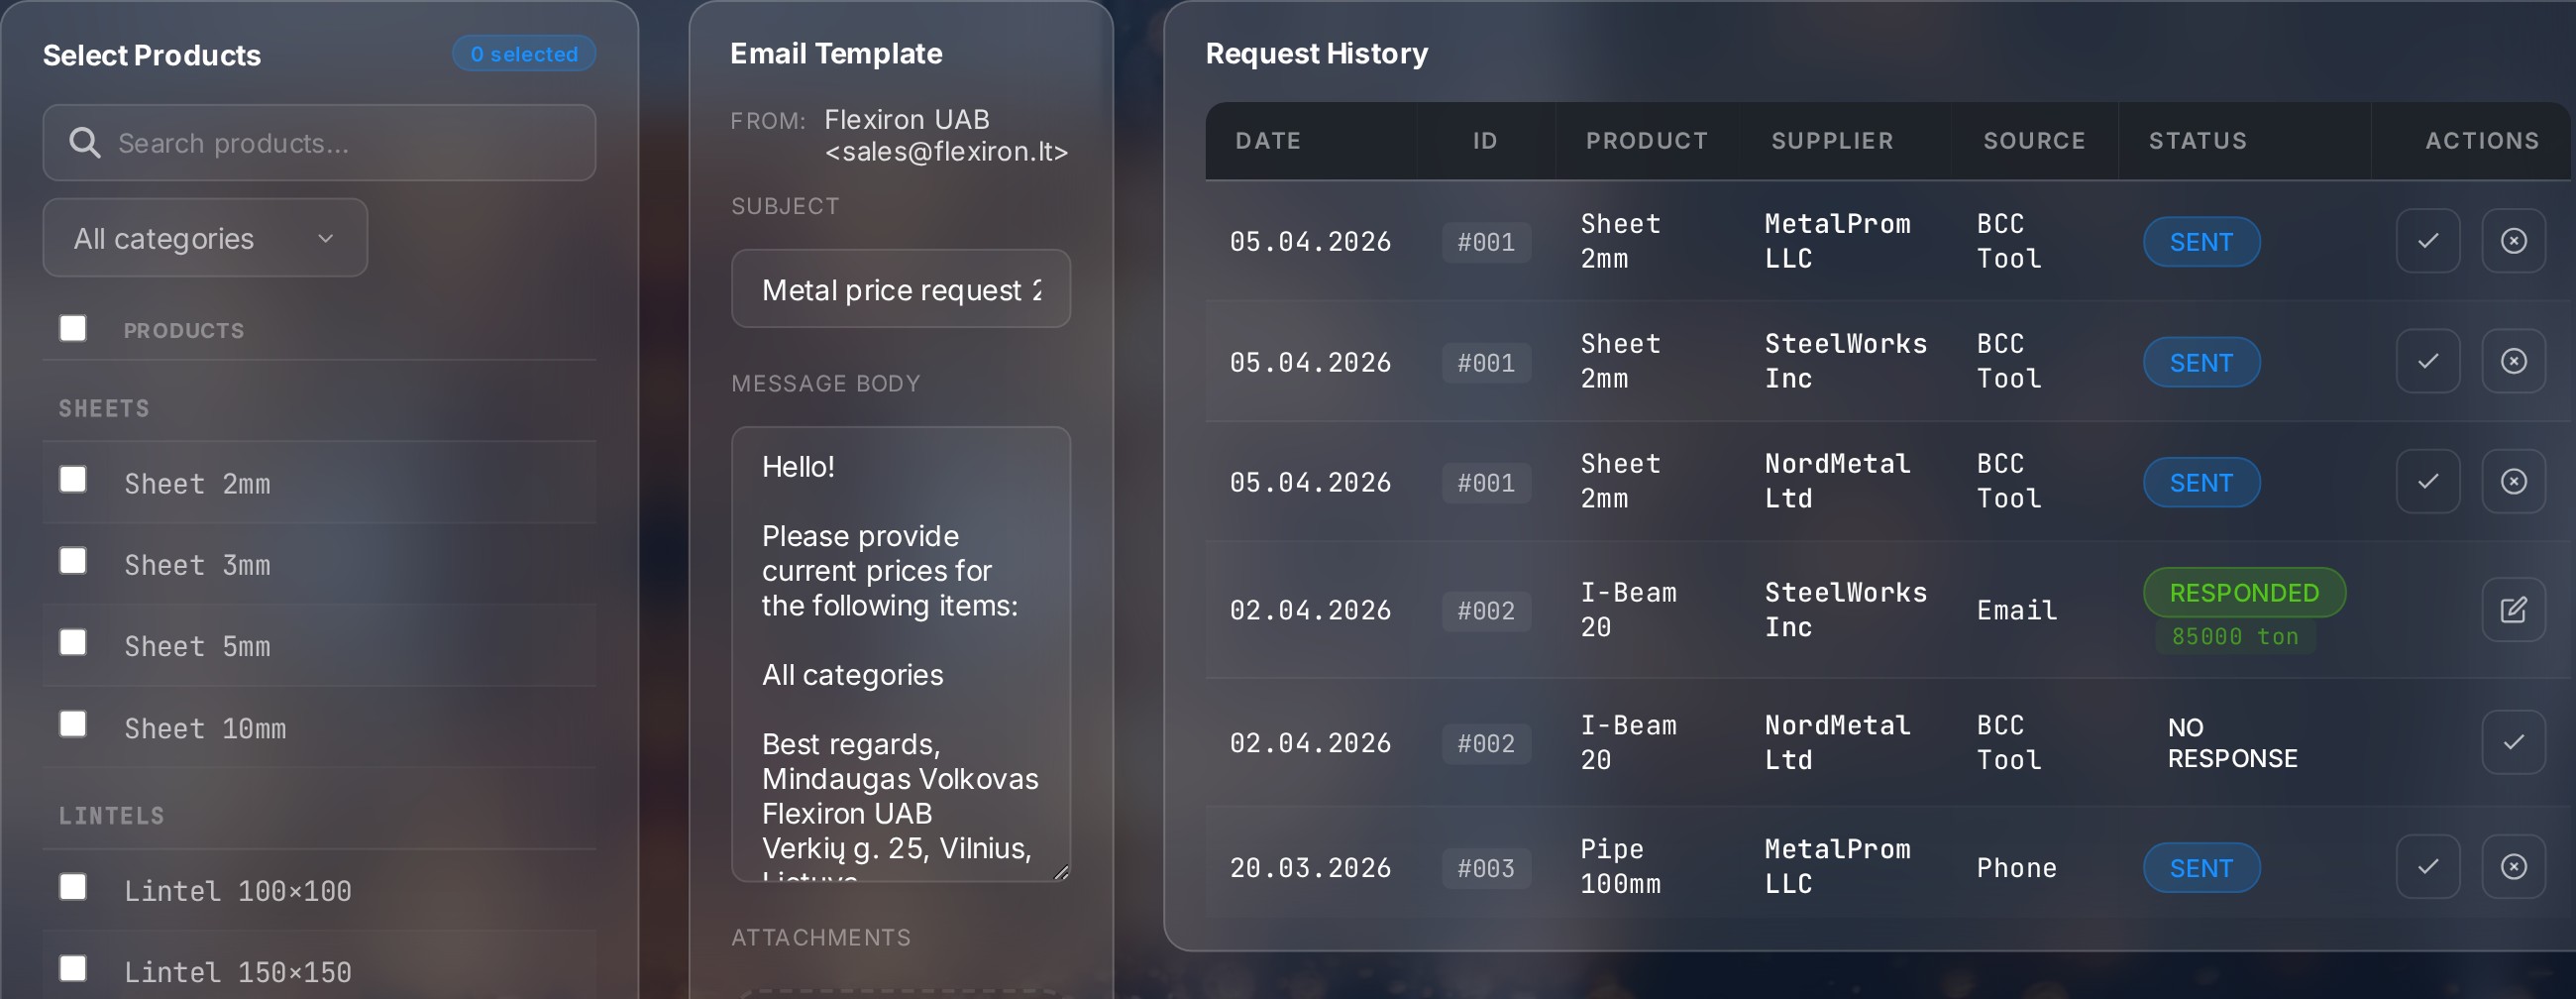 Select Products
0 selected
Search products...
All categories
PRODUCTS
SHEETS
Sheet 2mm
Sheet 3mm
Sheet 5mm
Sheet 10mm
LINTELS
Lintel 100×100
Lintel 150×150
Email Template
FROM: Flexiron UAB
<sales@flexiron.lt>
SUBJECT
Metal price request
MESSAGE BODY
Hello!
Please provide
current prices for
the following items:
All categories
Best regards,
Mindaugas Volkovas
Flexiron UAB
Verkių g. 25, Vilnius,
ATTACHMENTS
Request History
DATE ID PRODUCT SUPPLIER SOURCE STATUS ACTIONS
05.04.2026 #001 Sheet 2mm MetalProm LLC BCC Tool SENT
05.04.2026 #001 Sheet 2mm SteelWorks Inc BCC Tool SENT
05.04.2026 #001 Sheet 2mm NordMetal Ltd BCC Tool SENT
02.04.2026 #002 I-Beam 20 SteelWorks Inc Email RESPONDED 85000 ton
02.04.2026 #002 I-Beam 20 NordMetal Ltd BCC Tool NO RESPONSE
20.03.2026 #003 Pipe 100mm MetalProm LLC Phone SENT